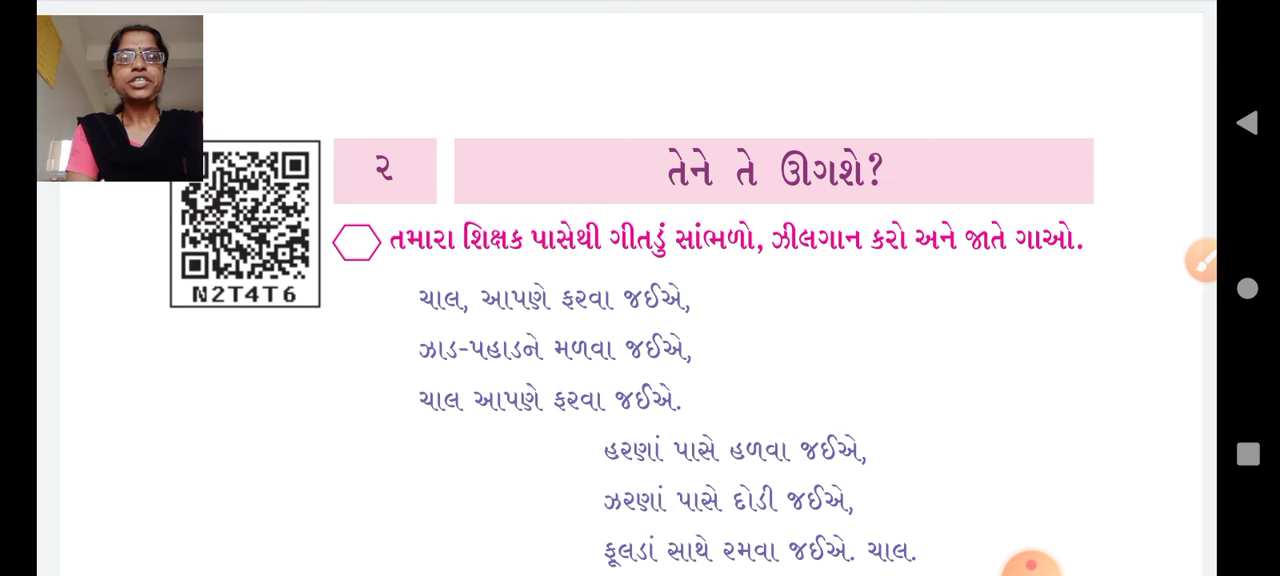 ૨
તેને તે ઊગશે?
N2T4T6
તમારા શિક્ષક પાસેથી ગીતડું સાંભળો, ઝીલગાન કરો અને જાતે ગાઓ.
ચાલ, આપણે ફરવા જઈએ,
ઝાડ-પહાડને મળવા જઈએ,
ચાલ આપણે ફરવા જઈએ.
હરણાં પાસે હળવા જઈએ,
ઝરણાં પાસે દોડી જઈએ,
ફૂલડાં સાથે રમવા જઈએ. ચાલ.